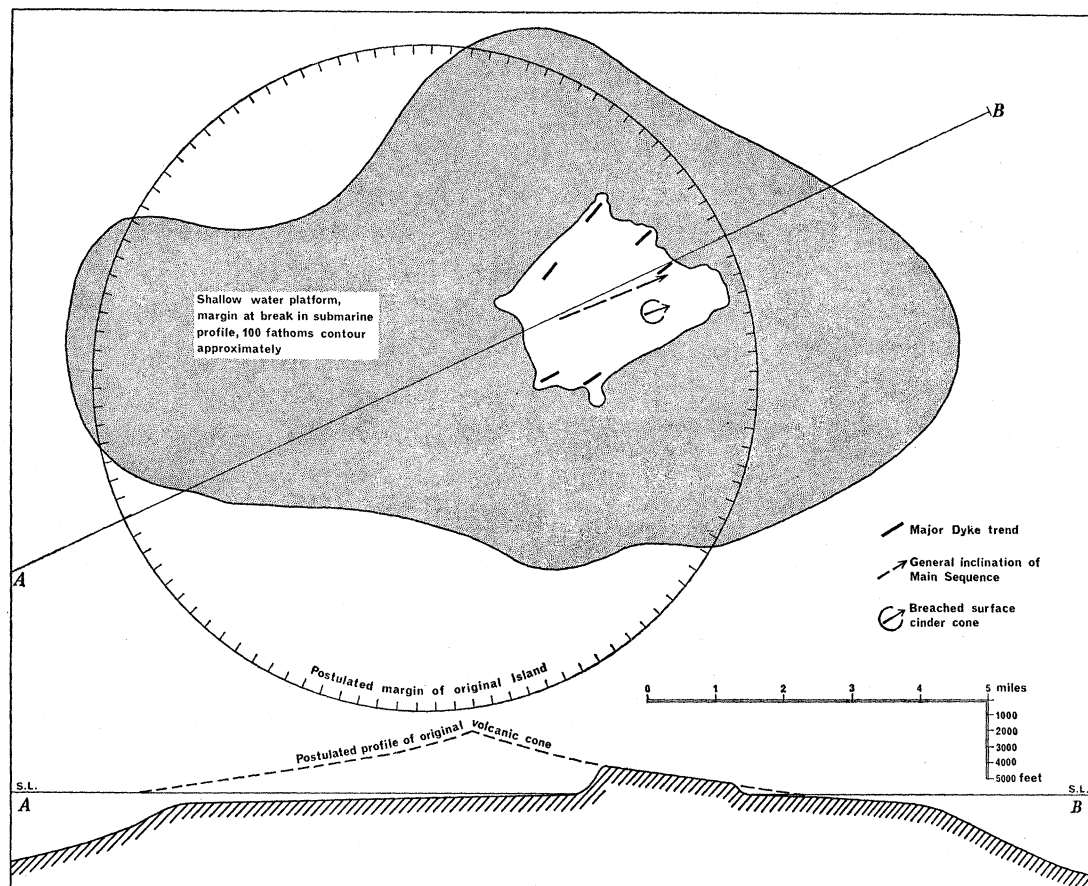 B
Shallow water platform,
margin at break in submarine
profile, 100 fathoms contour
approximately
A
Major Dyke trend
General inclination of
Main Sequence
Breached surface
cinder cone
Postulated margin of original Island
0 1 2 3 4 5 miles
1000
2000
3000
4000
5000 feet
Postulated profile of original volcanic cone
S.L. S.L.
A B